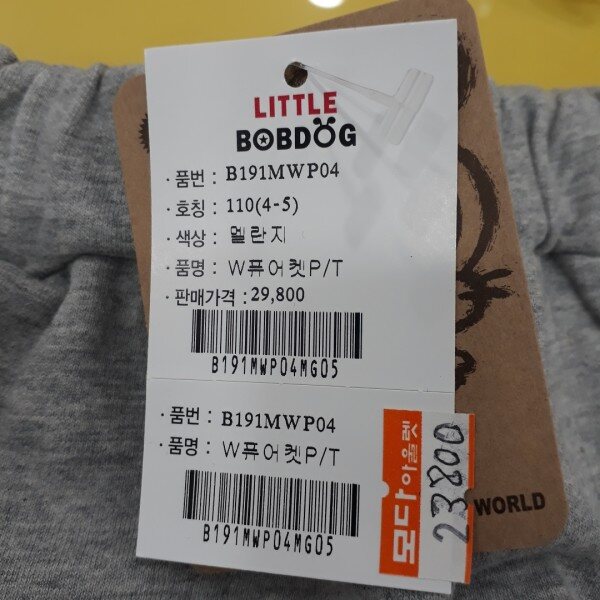 LITTLE
BOBDOG
· 품번 : B191MWP04
· 호칭 : 110(4-5)
· 색상 : 멜란지
· 품명 : W퓨어켓P/T
· 판매가격 : 29,800
B191MWP04MG05
· 품번 : B191MWP04
· 품명 : W퓨어켓P/T
B191MWP04MG05
모다아울렛
23800
WORLD